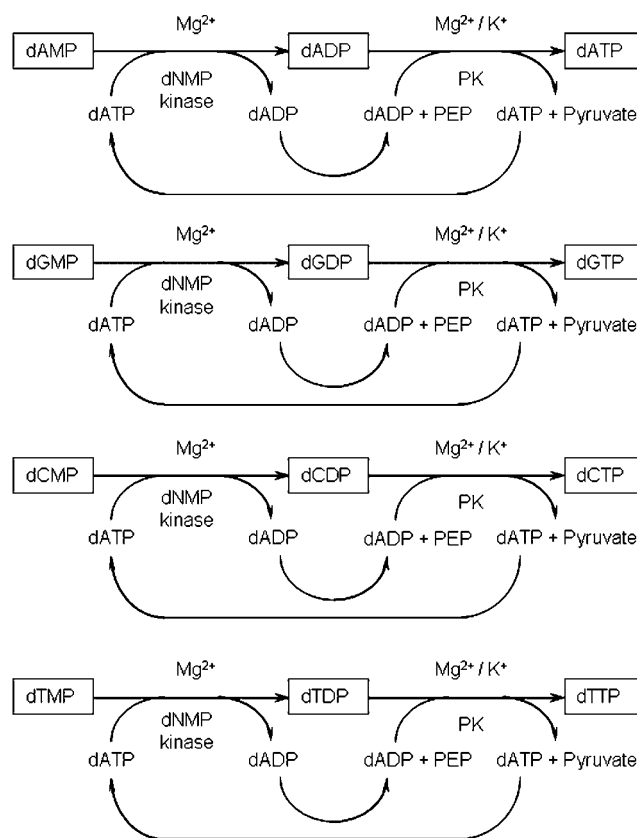 Mg²⁺ Mg²⁺ / K⁺
dAMP dADP dATP
dNMP PK
kinase
dATP dADP dADP + PEP dATP + Pyruvate
Mg²⁺ Mg²⁺ / K⁺
dGMP dGDP dGTP
dNMP PK
kinase
dATP dADP dADP + PEP dATP + Pyruvate
Mg²⁺ Mg²⁺ / K⁺
dCMP dCDP dCTP
dNMP PK
kinase
dATP dADP dADP + PEP dATP + Pyruvate
Mg²⁺ Mg²⁺ / K⁺
dTMP dTDP dTTP
dNMP PK
kinase
dATP dADP dADP + PEP dATP + Pyruvate